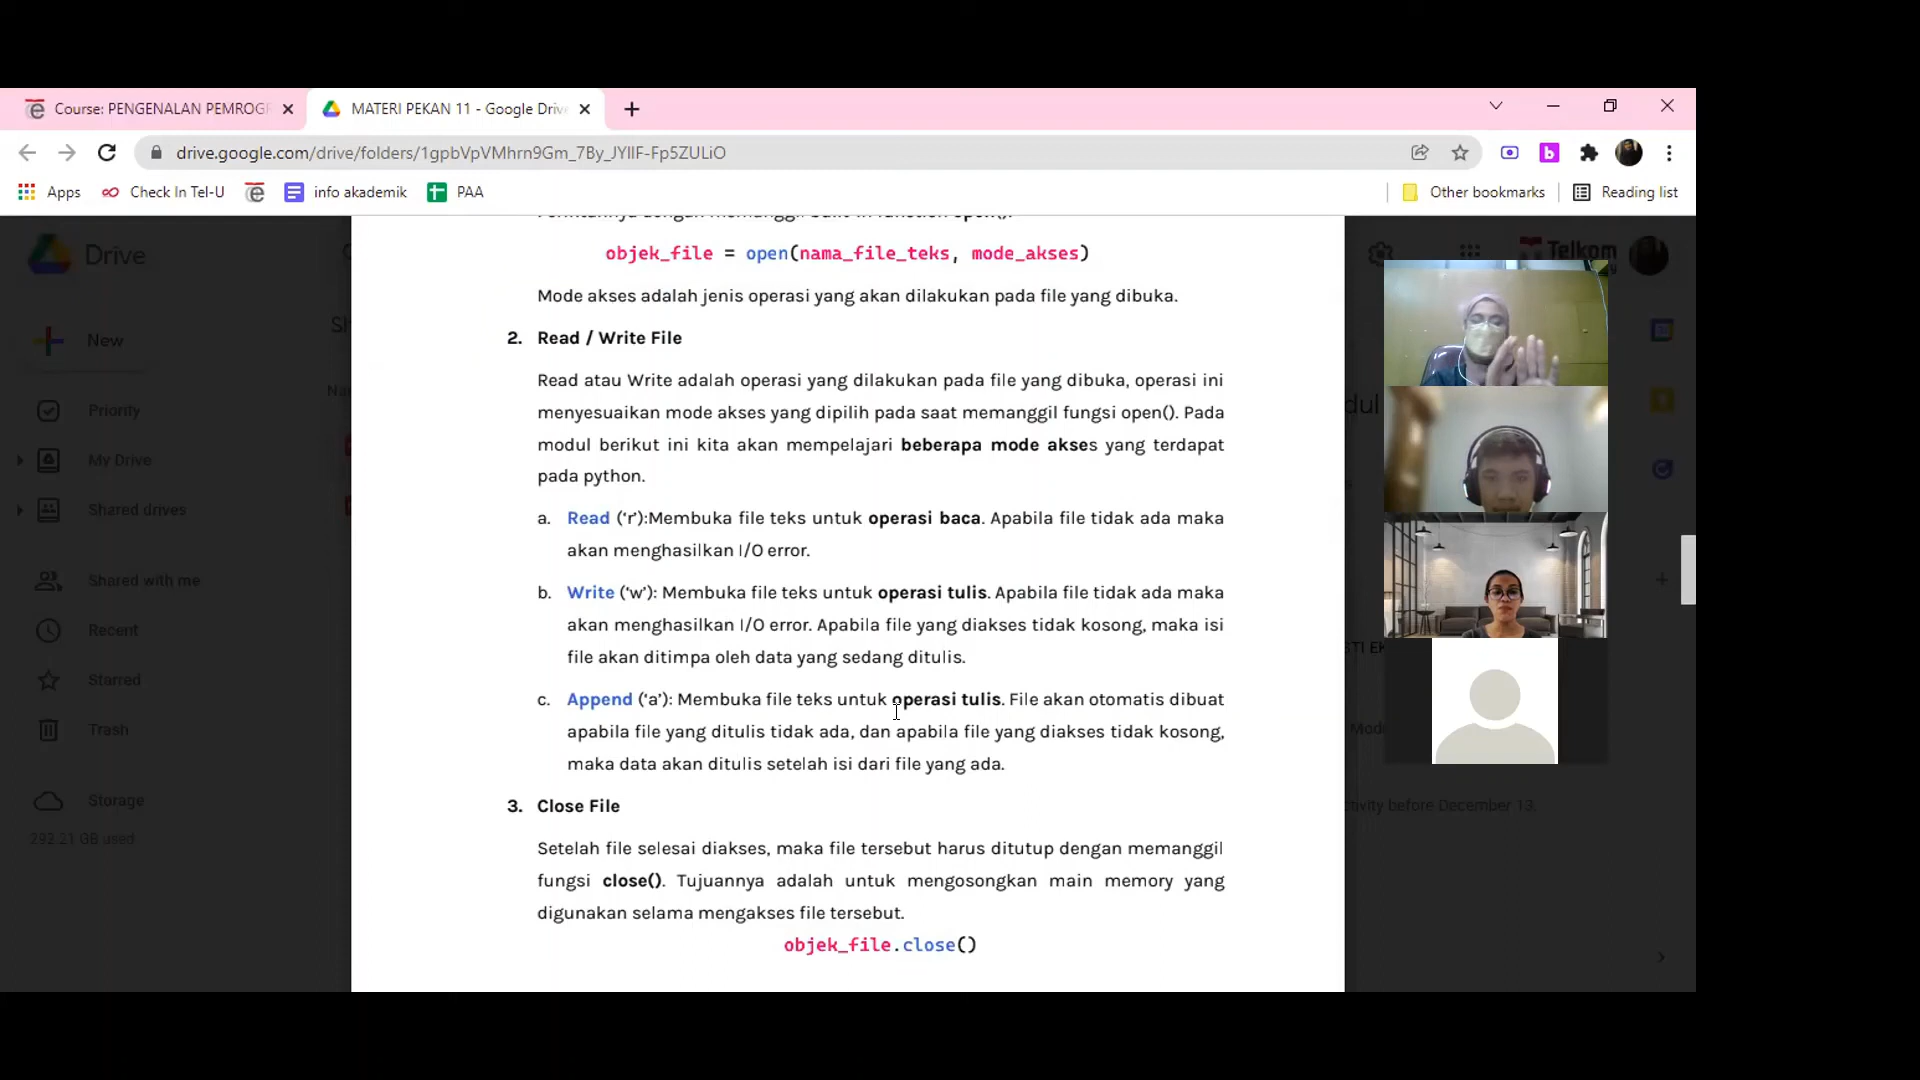 Course: PENGENALAN PEMROGR
MATERI PEKAN 11 - Google Drive
drive.google.com/drive/folders/1gpbVpVMhrn9Gm_7By_JYlIF-Fp5ZULiO
Apps
Check In Tel-U
info akademik
PAA
Other bookmarks
Reading list
Drive
Telkom
objek_file = open(nama_file_teks, mode_akses)
Mode akses adalah jenis operasi yang akan dilakukan pada file yang dibuka.
New
2. Read / Write File
Read atau Write adalah operasi yang dilakukan pada file yang dibuka, operasi ini
menyesuaikan mode akses yang dipilih pada saat memanggil fungsi open(). Pada
modul berikut ini kita akan mempelajari beberapa mode akses yang terdapat
pada python.
Priority
My Drive
Shared drives
a. Read (‘r’):Membuka file teks untuk operasi baca. Apabila file tidak ada maka
akan menghasilkan I/O error.
Shared with me
Recent
Starred
Trash
Storage
293.21 GB used
b. Write (‘w’): Membuka file teks untuk operasi tulis. Apabila file tidak ada maka
akan menghasilkan I/O error. Apabila file yang diakses tidak kosong, maka isi
file akan ditimpa oleh data yang sedang ditulis.
c. Append (‘a’): Membuka file teks untuk operasi tulis. File akan otomatis dibuat
apabila file yang ditulis tidak ada, dan apabila file yang diakses tidak kosong,
maka data akan ditulis setelah isi dari file yang ada.
3. Close File
Setelah file selesai diakses, maka file tersebut harus ditutup dengan memanggil
fungsi close(). Tujuannya adalah untuk mengosongkan main memory yang
digunakan selama mengakses file tersebut.
objek_file.close()
tivity before December 13.